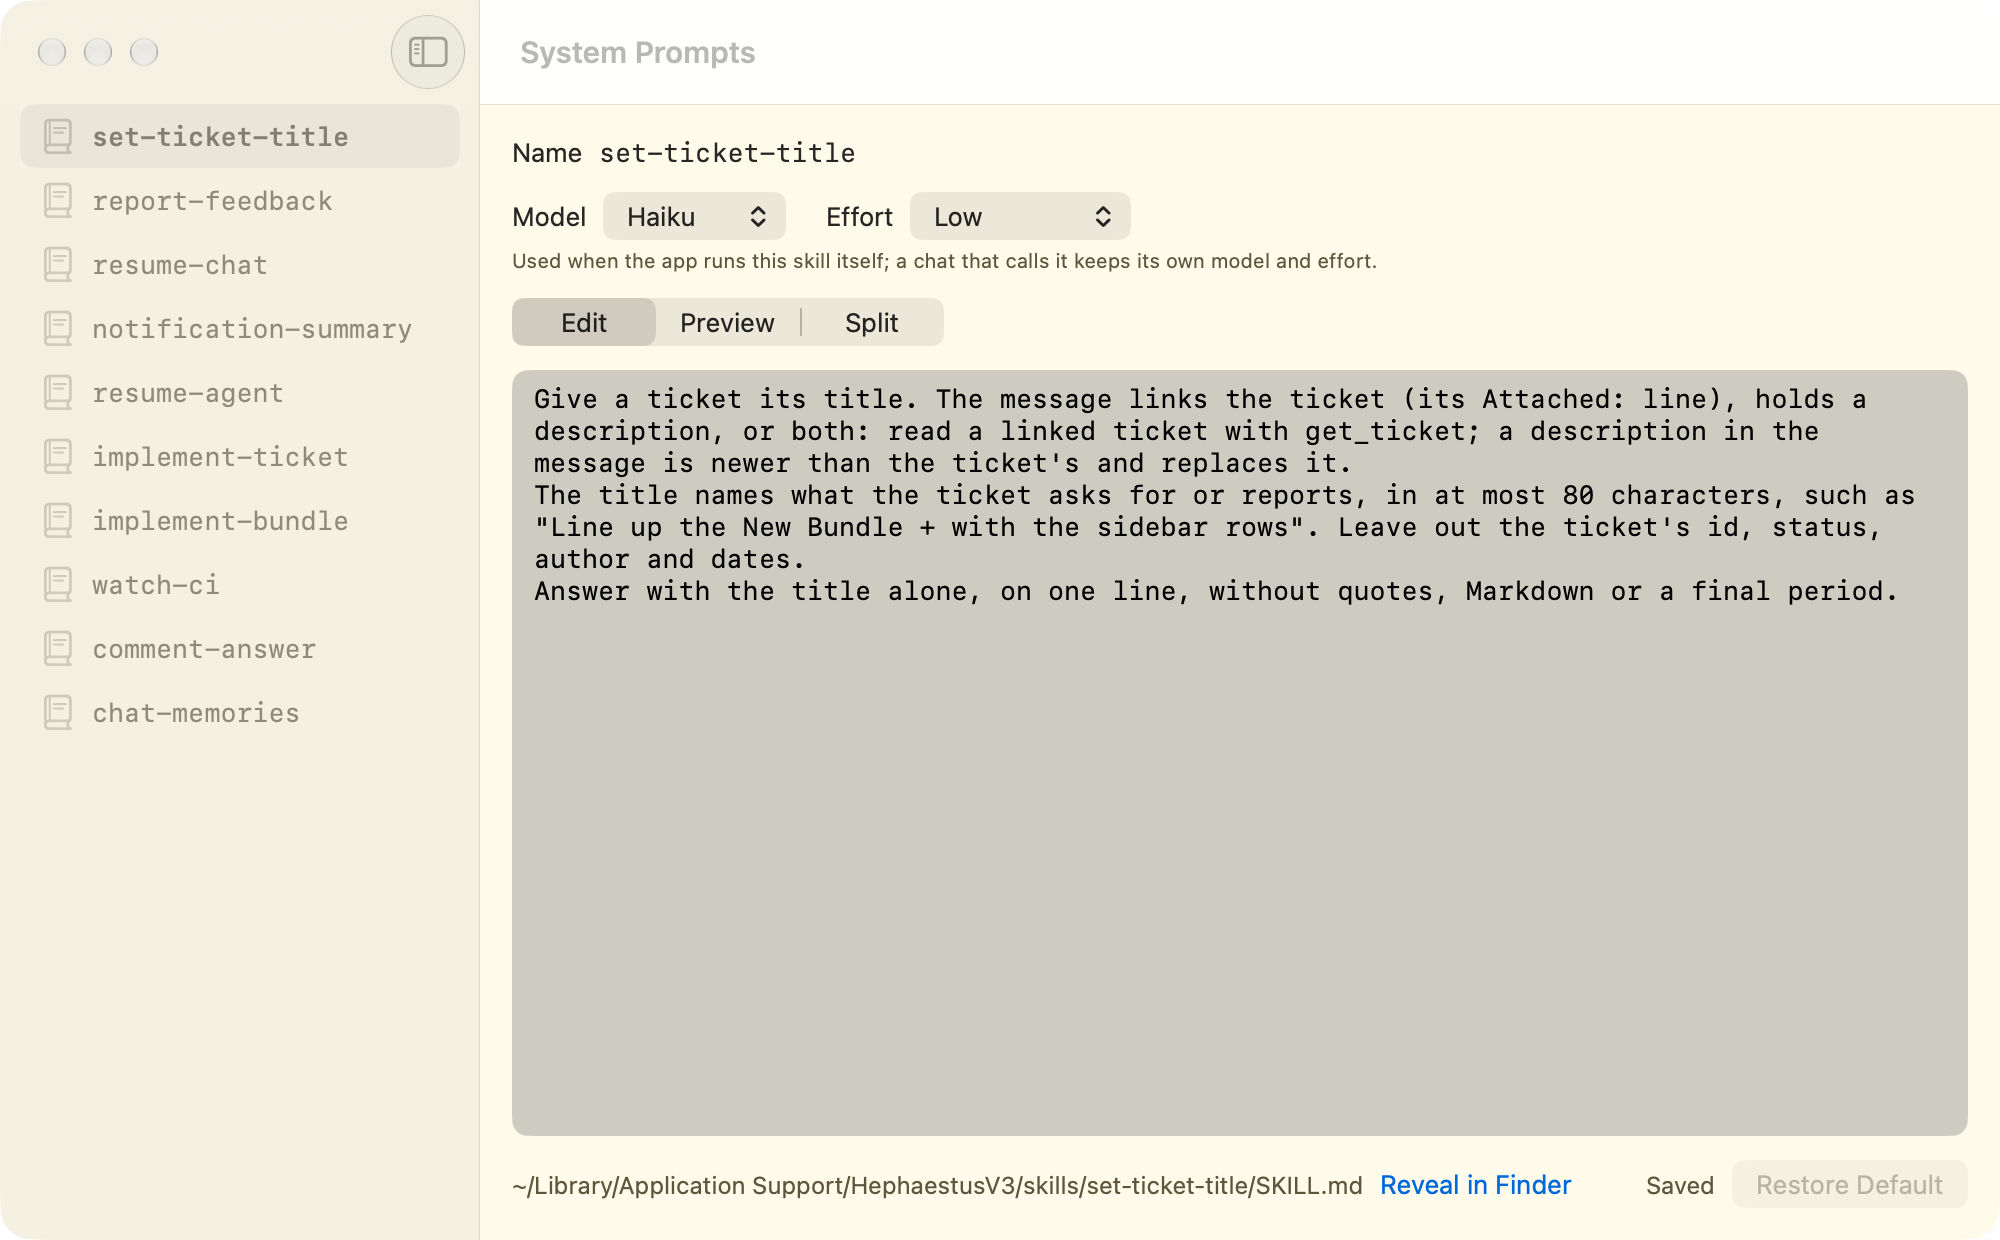 System Prompts
set-ticket-title
report-feedback
resume-chat
notification-summary
resume-agent
implement-ticket
implement-bundle
watch-ci
comment-answer
chat-memories
Name set-ticket-title
Model Haiku Effort Low
Used when the app runs this skill itself; a chat that calls it keeps its own model and effort.
Edit Preview Split
Give a ticket its title. The message links the ticket (its Attached: line), holds a
description, or both: read a linked ticket with get_ticket; a description in the
message is newer than the ticket's and replaces it.
The title names what the ticket asks for or reports, in at most 80 characters, such as
"Line up the New Bundle + with the sidebar rows". Leave out the ticket's id, status,
author and dates.
Answer with the title alone, on one line, without quotes, Markdown or a final period.
~/Library/Application Support/HephaestusV3/skills/set-ticket-title/SKILL.md Reveal in Finder Saved Restore Default